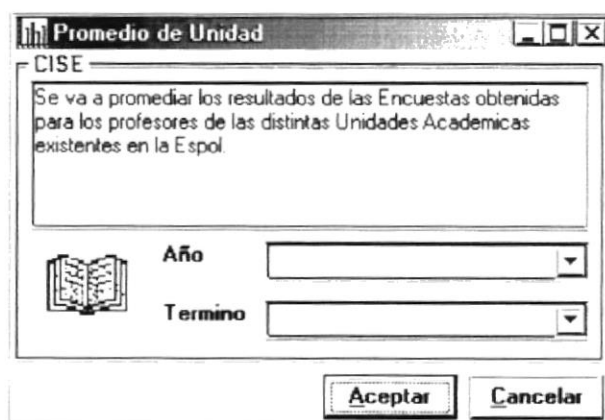 Promedio de Unidad
CISE
Se va a promediar los resultados de las Encuestas obtenidas
para los profesores de las distintas Unidades Academicas
existentes en la Espol.
Año
Termino
Aceptar
Cancelar